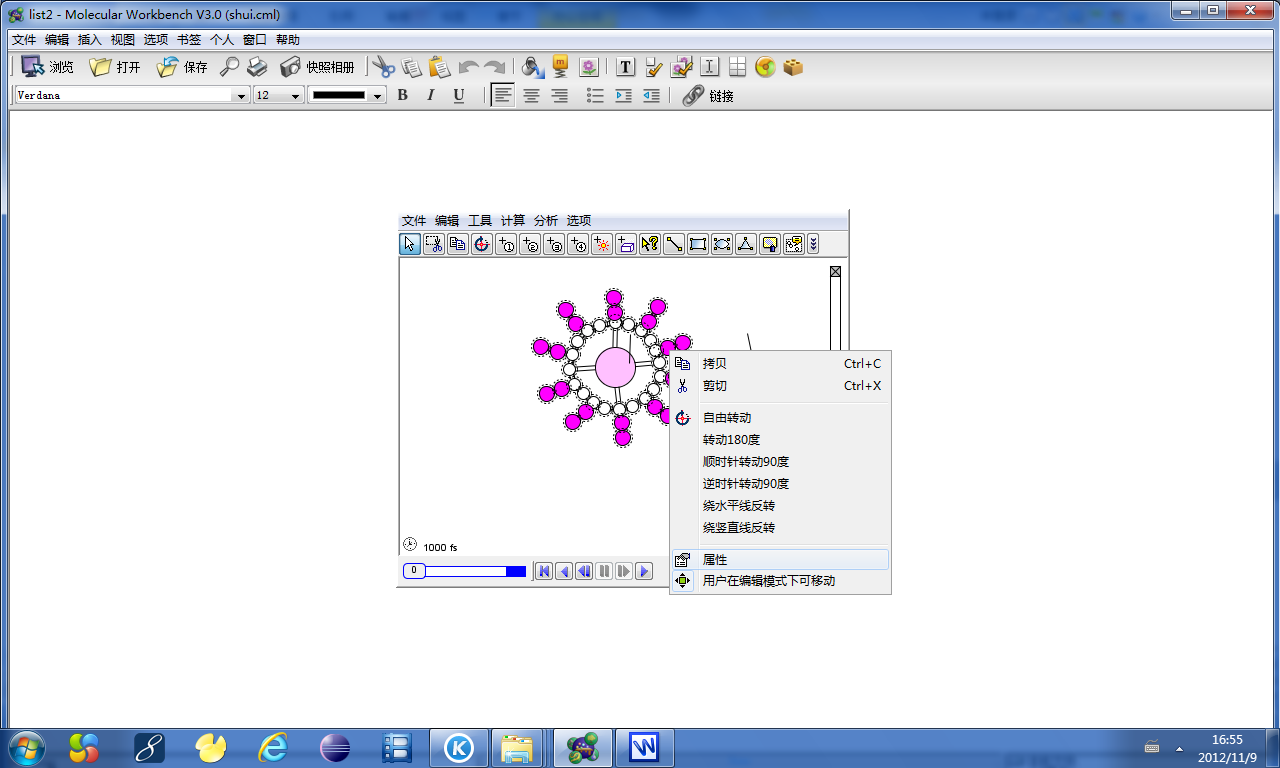 list2 - Molecular Workbench V3.0 (shui.cml)
文件 编辑 插入 视图 选项 书签 个人 窗口 帮助
浏览 打开 保存 快照相册
Verdana 12 B I U 链接
文件 编辑 工具 计算 分析 选项
拷贝 Ctrl+C
剪切 Ctrl+X
自由转动
转动180度
顺时针转动90度
逆时针转动90度
绕水平线反转
绕竖直线反转
属性
用户在编辑模式下可移动
1000 fs
0
16:55
2012/11/9